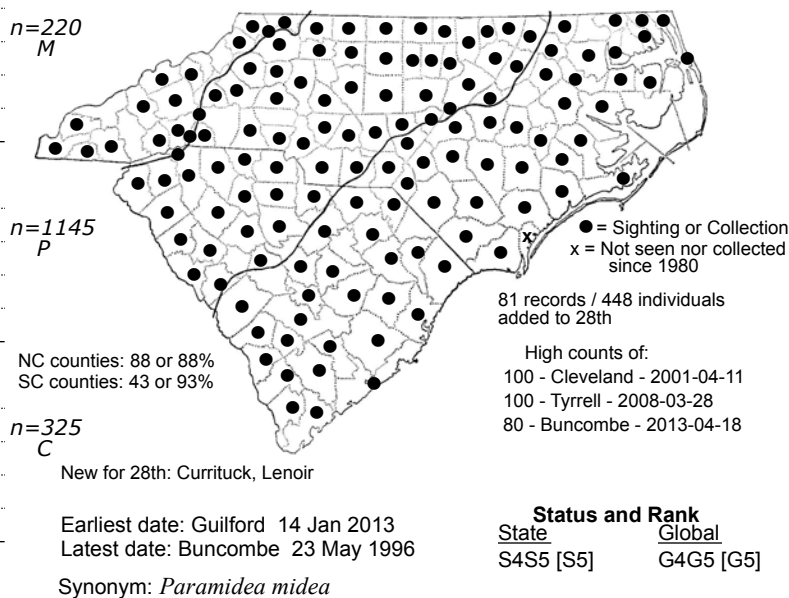 n=220
M
n=1145
P
n=325
C
x
● = Sighting or Collection
x = Not seen nor collected
since 1980
81 records / 448 individuals
added to 28th
High counts of:
100 - Cleveland - 2001-04-11
100 - Tyrrell - 2008-03-28
80 - Buncombe - 2013-04-18
NC counties: 88 or 88%
SC counties: 43 or 93%
New for 28th: Currituck, Lenoir
Earliest date: Guilford 14 Jan 2013
Latest date: Buncombe 23 May 1996
Synonym: Paramidea midea
Status and Rank
State Global
S4S5 [S5] G4G5 [G5]